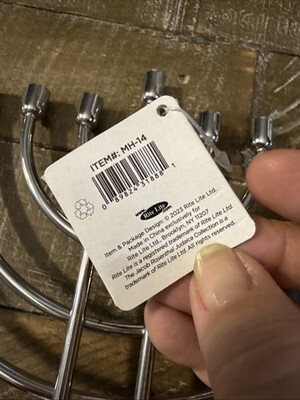 ITEM#: MH-14
0 89824 31088 1
Rite Lite
Item & Package Design: © 2023 Rite Lite Ltd.
Made in China exclusively for
Rite Lite Ltd., Brooklyn, NY 11207
Rite Lite is a registered trademark of Rite Lite Ltd.
The Jacob Rosenthal Judaica Collection is a
trademark of Rite Lite Ltd. All rights reserved.